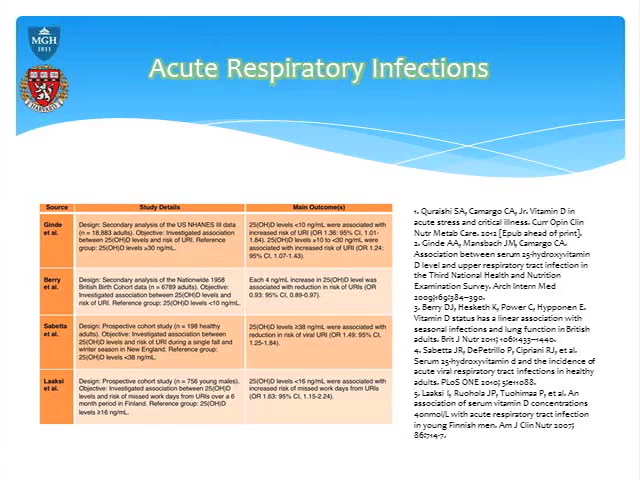 MGH
1811
HARVARD
Acute Respiratory Infections
Source Study Details Main Outcome(s)
Ginde
et al.
Design: Secondary analysis of the US NHANES III data
(n = 18,883 adults). Objective: Investigated association
between 25(OH)D levels and risk of URI. Reference
group: 25(OH)D levels ≥30 ng/mL.
25(OH)D levels <10 ng/mL were associated with
increased risk of URI (OR 1.36: 95% CI, 1.01-
1.84). 25(OH)D levels ≥10 to <30 ng/mL were
associated with increased risk of URI (OR 1.24:
95% CI, 1.07-1.43).
Berry
et al.
Design: Secondary analysis of the Nationwide 1958
British Birth Cohort data (n = 6789 adults). Objective:
Investigated association between 25(OH)D levels and
risk of URI. Reference group: 25(OH)D levels <10 ng/mL.
Each 4 ng/mL increase in 25(OH)D level was
associated with reduction in risk of URIs (OR
0.93: 95% CI, 0.89-0.97).
Sabetta
et al.
Design: Prospective cohort study (n = 198 healthy
adults). Objective: Investigated association between
25(OH)D levels and risk of URI during a single fall and
winter season in New England. Reference group:
25(OH)D levels <38 ng/mL.
25(OH)D levels ≥38 ng/mL were associated with
reduction in risk of viral URI (OR 1.49: 95% CI,
1.25-1.84).
Laaksi
et al.
Design: Prospective cohort study (n = 756 young males).
Objective: Investigated association between 25(OH)D
levels and risk of missed work days from URIs over a 6
month period in Finland. Reference group: 25(OH)D
levels ≥16 ng/mL.
25(OH)D levels <16 ng/mL were associated with
increased risk of missed work days from URIs
(OR 1.63: 95% CI, 1.15-2.24).
1. Quraishi SA, Camargo CA, Jr. Vitamin D in
acute stress and critical illness. Curr Opin Clin
Nutr Metab Care. 2012 [Epub ahead of print].
2. Ginde AA, Mansbach JM, Camargo CA.
Association between serum 25-hydroxyvitamin
D level and upper respiratory tract infection in
the Third National Health and Nutrition
Examination Survey. Arch Intern Med
2009;169:384–390.
3. Berry DJ, Hesketh K, Power C, Hypponen E.
Vitamin D status has a linear association with
seasonal infections and lung function in British
adults. Brit J Nutr 2011; 106:1433–1440.
4. Sabetta JR, DePetrillo P, Cipriani RJ, et al.
Serum 25-hydroxyvitamin d and the incidence of
acute viral respiratory tract infections in healthy
adults. PLoS ONE 2010; 5:e11088.
5. Laaksi I, Ruohola JP, Tuohimaa P, et al. An
association of serum vitamin D concentrations
40nmol/L with acute respiratory tract infection
in young Finnish men. Am J Clin Nutr 2007;
86:714-7.